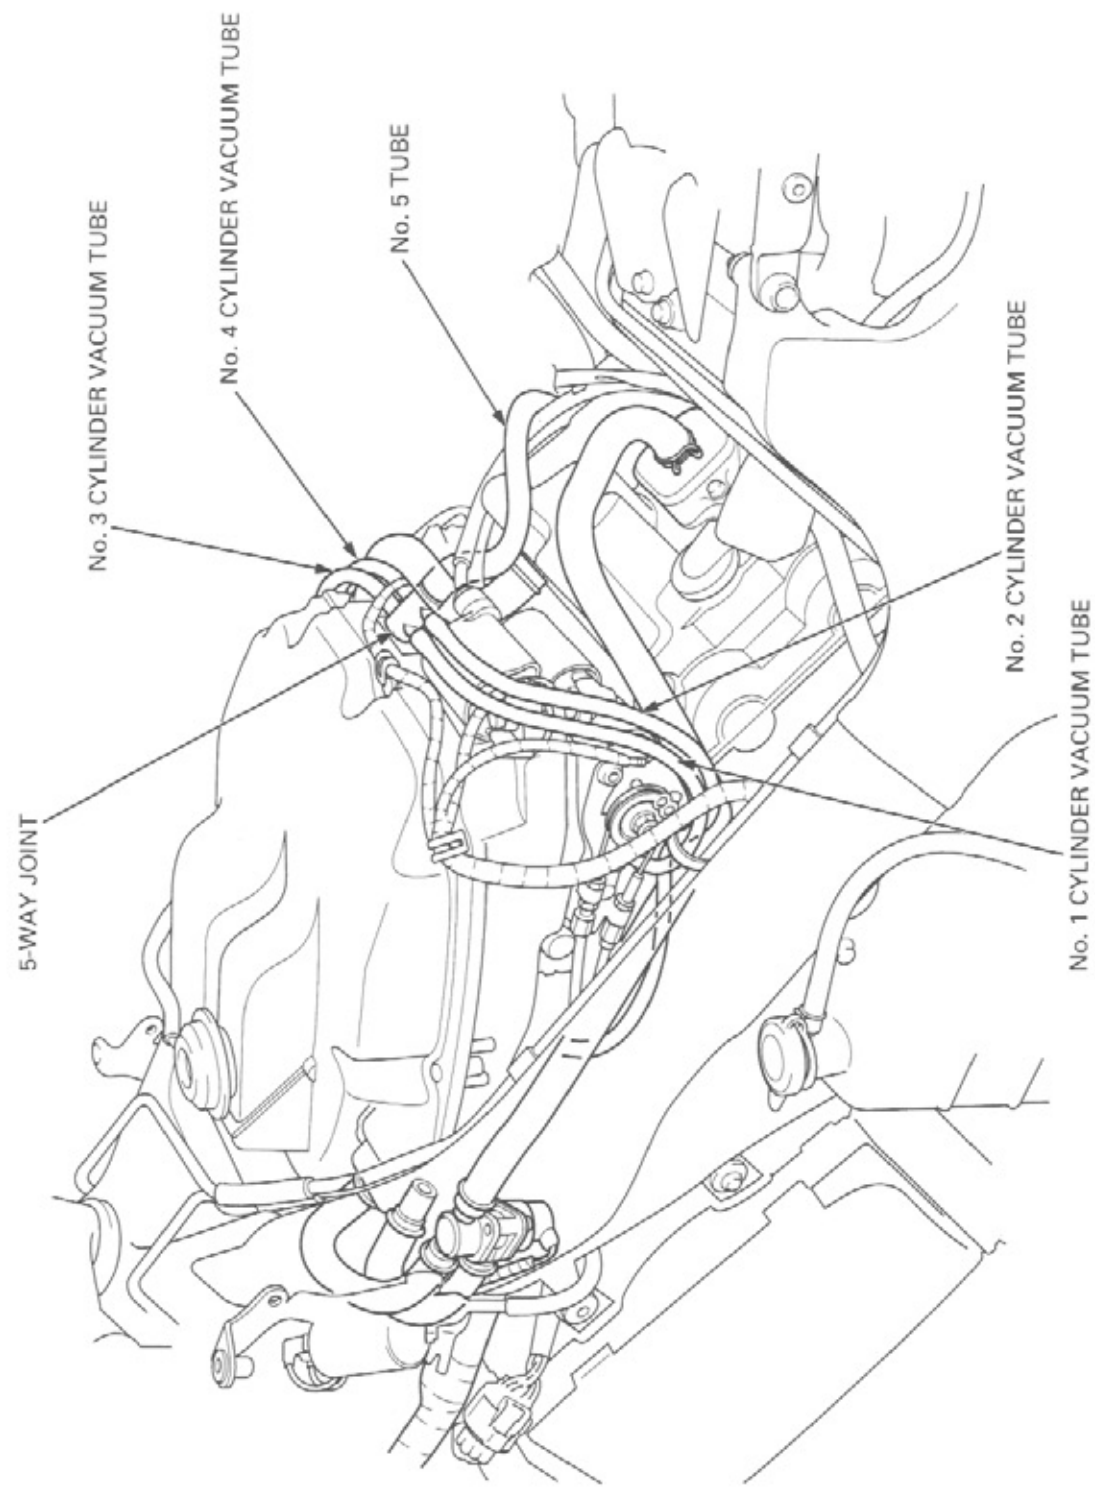 5-WAY JOINT
No. 3 CYLINDER VACUUM TUBE
No. 4 CYLINDER VACUUM TUBE
No. 5 TUBE
No. 2 CYLINDER VACUUM TUBE
No. 1 CYLINDER VACUUM TUBE